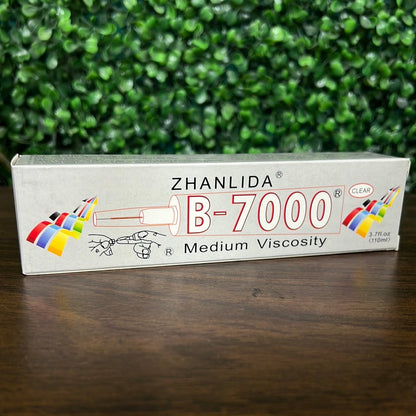 ZHANLIDA®
B-7000®
CLEAR
®
Medium Viscosity
3.7fl.oz
(110ml)